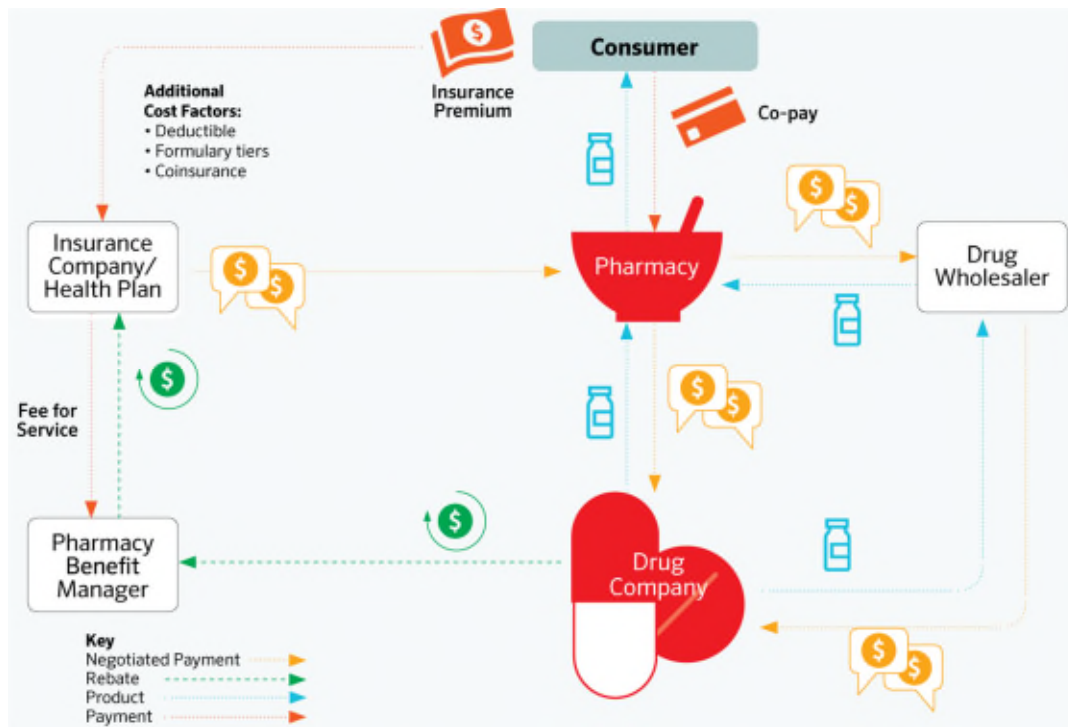 Consumer
Insurance
Premium
Additional
Cost Factors:
• Deductible
• Formulary tiers
• Coinsurance
Co-pay
Insurance
Company/
Health Plan
Pharmacy
Drug
Wholesaler
Fee for
Service
Pharmacy
Benefit
Manager
Drug
Company
Key
Negotiated Payment
Rebate
Product
Payment
$
$
$
$
$
$
$
$
$
$
$